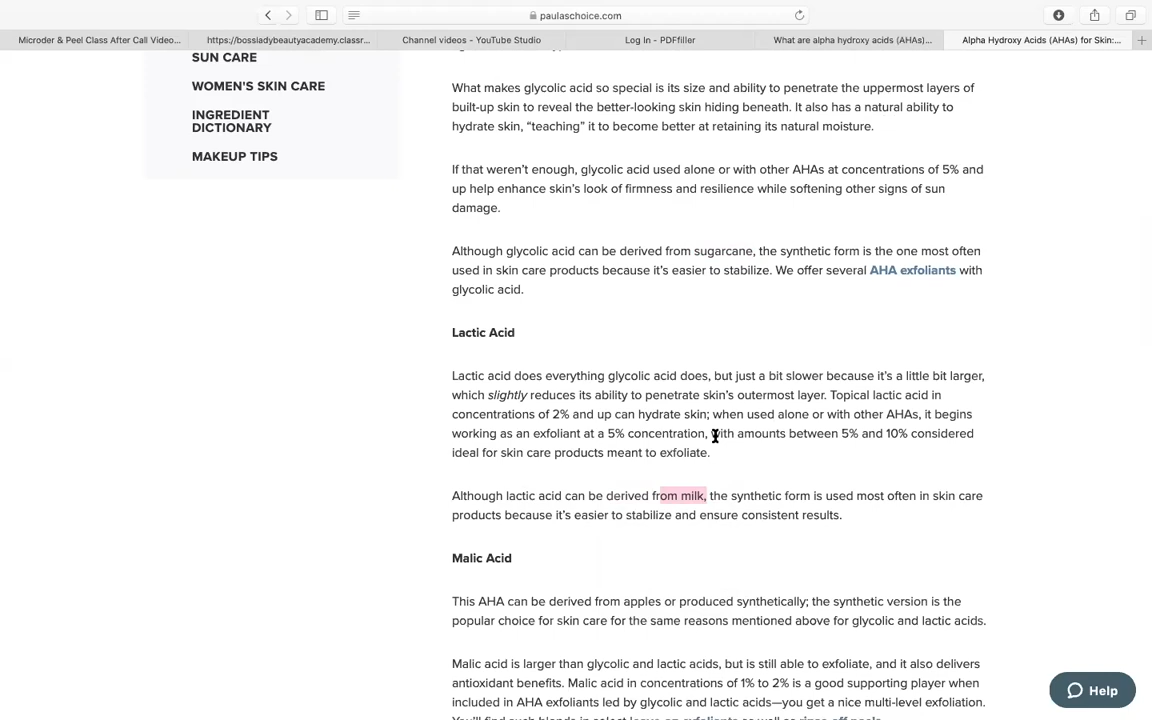 paulaschoice.com
Microder & Peel Class After Call Video...
https://bossladybeautyacademy.classr...
Channel videos - YouTube Studio
Log In - PDFfiller
What are alpha hydroxy acids (AHAs)...
Alpha Hydroxy Acids (AHAs) for Skin:...
SUN CARE
WOMEN'S SKIN CARE
INGREDIENT
DICTIONARY
MAKEUP TIPS
What makes glycolic acid so special is its size and ability to penetrate the uppermost layers of
built-up skin to reveal the better-looking skin hiding beneath. It also has a natural ability to
hydrate skin, “teaching” it to become better at retaining its natural moisture.
If that weren’t enough, glycolic acid used alone or with other AHAs at concentrations of 5% and
up help enhance skin’s look of firmness and resilience while softening other signs of sun
damage.
Although glycolic acid can be derived from sugarcane, the synthetic form is the one most often
used in skin care products because it’s easier to stabilize. We offer several AHA exfoliants with
glycolic acid.
Lactic Acid
Lactic acid does everything glycolic acid does, but just a bit slower because it’s a little bit larger,
which slightly reduces its ability to penetrate skin’s outermost layer. Topical lactic acid in
concentrations of 2% and up can hydrate skin; when used alone or with other AHAs, it begins
working as an exfoliant at a 5% concentration, with amounts between 5% and 10% considered
ideal for skin care products meant to exfoliate.
Although lactic acid can be derived from milk, the synthetic form is used most often in skin care
products because it’s easier to stabilize and ensure consistent results.
Malic Acid
This AHA can be derived from apples or produced synthetically; the synthetic version is the
popular choice for skin care for the same reasons mentioned above for glycolic and lactic acids.
Malic acid is larger than glycolic and lactic acids, but is still able to exfoliate, and it also delivers
antioxidant benefits. Malic acid in concentrations of 1% to 2% is a good supporting player when
included in AHA exfoliants led by glycolic and lactic acids—you get a nice multi-level exfoliation.
You'll find such blends in select leave-on exfoliants as well as rinse-off peels.
Help